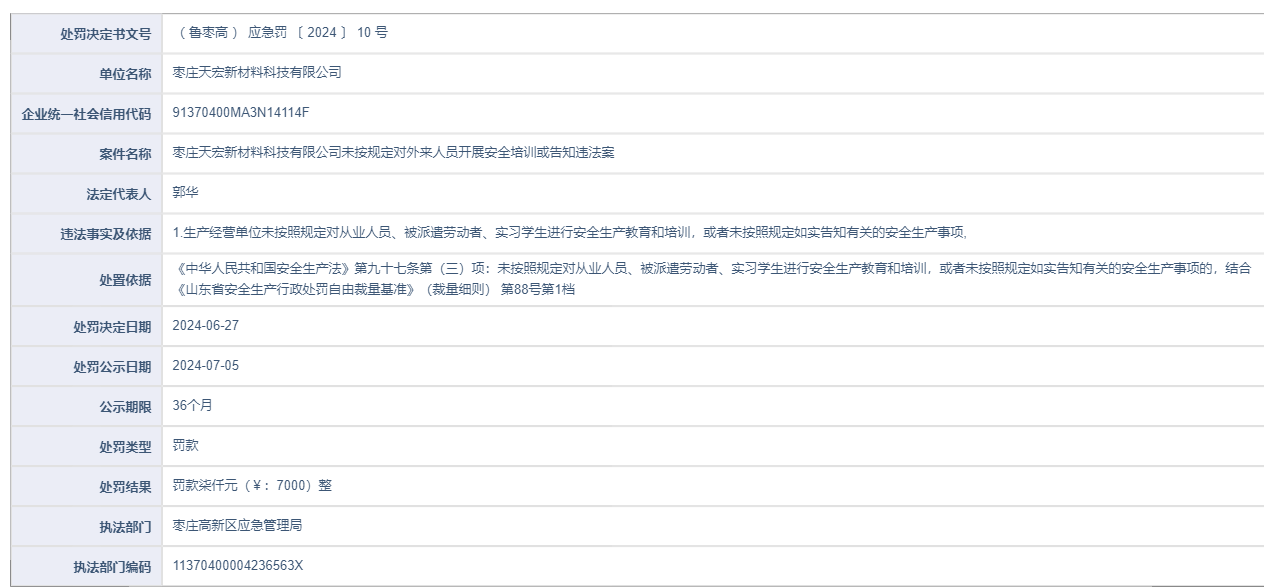 处罚决定书文号 （ 鲁枣高 ） 应急罚 〔 2024 〕 10 号
单位名称 枣庄天宏新材料科技有限公司
企业统一社会信用代码 91370400MA3N14114F
案件名称 枣庄天宏新材料科技有限公司未按规定对外来人员开展安全培训或告知违法案
法定代表人 郭华
违法事实及依据 1.生产经营单位未按照规定对从业人员、被派遣劳动者、实习学生进行安全生产教育和培训，或者未按照规定如实告知有关的安全生产事项。
处置依据 《中华人民共和国安全生产法》第九十七条第（三）项：未按照规定对从业人员、被派遣劳动者、实习学生进行安全生产教育和培训，或者未按照规定如实告知有关的安全生产事项的，结合
《山东省安全生产行政处罚自由裁量基准》（裁量细则） 第88号第1档
处罚决定日期 2024-06-27
处罚公示日期 2024-07-05
公示期限 36个月
处罚类型 罚款
处罚结果 罚款柒仟元（￥：7000）整
执法部门 枣庄高新区应急管理局
执法部门编码 11370400004236563X